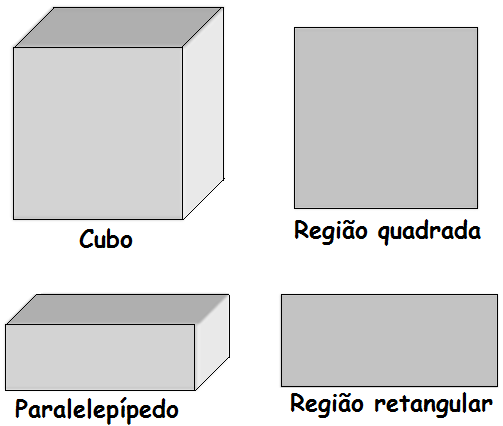 Cubo
Região quadrada
Paralelepípedo
Região retangular